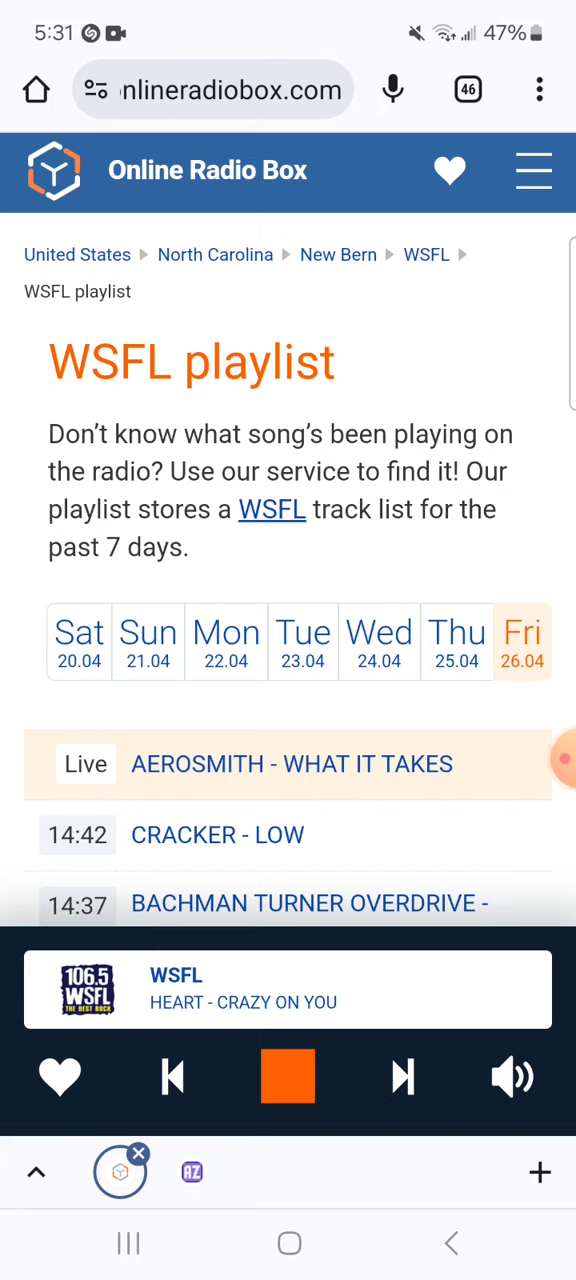 5:31
47%
nlineradiobox.com
46
Online Radio Box
United States North Carolina New Bern WSFL
WSFL playlist
WSFL playlist
Don’t know what song’s been playing on
the radio? Use our service to find it! Our
playlist stores a WSFL track list for the
past 7 days.
Sat Sun Mon Tue Wed Thu Fri
20.04 21.04 22.04 23.04 24.04 25.04 26.04
Live AEROSMITH - WHAT IT TAKES
14:42 CRACKER - LOW
14:37 BACHMAN TURNER OVERDRIVE -
106.5
WSFL
THE BEST ROCK
WSFL
HEART - CRAZY ON YOU
AZ